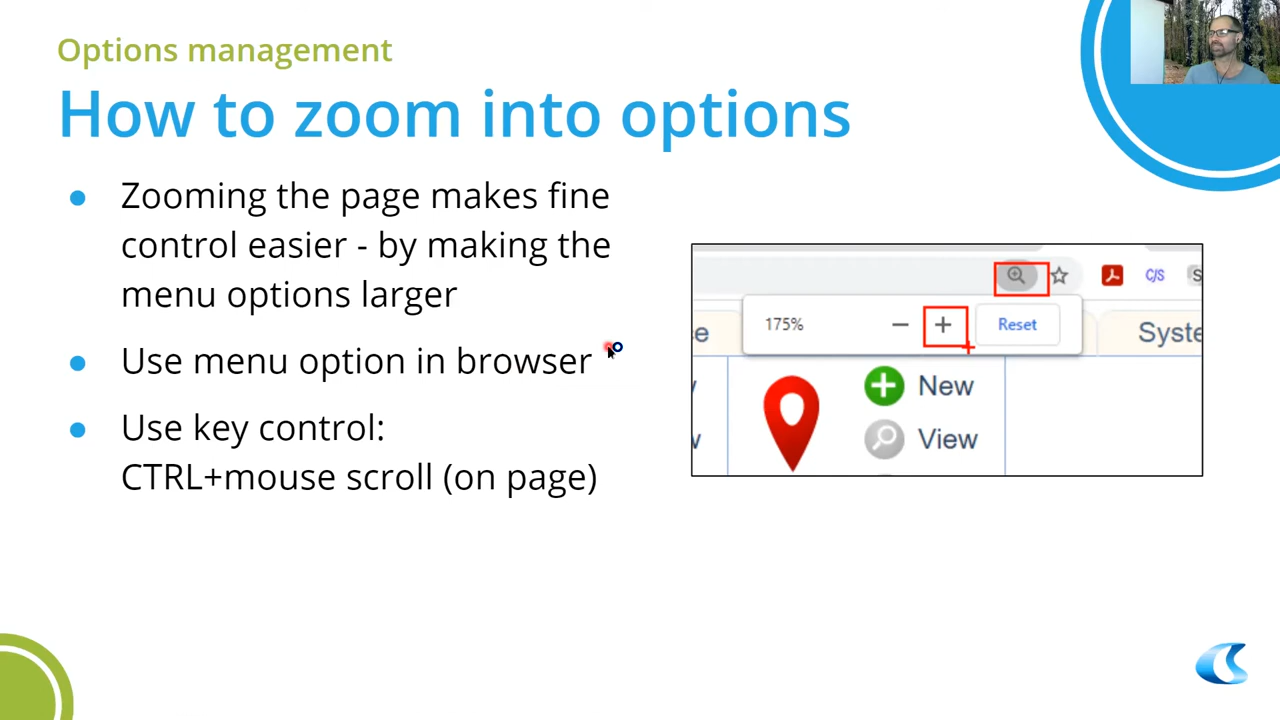 Options management
How to zoom into options
● Zooming the page makes fine
control easier - by making the
menu options larger
● Use menu option in browser
● Use key control:
CTRL+mouse scroll (on page)
C/S
S
175% − + Reset
e
Syste
New
View